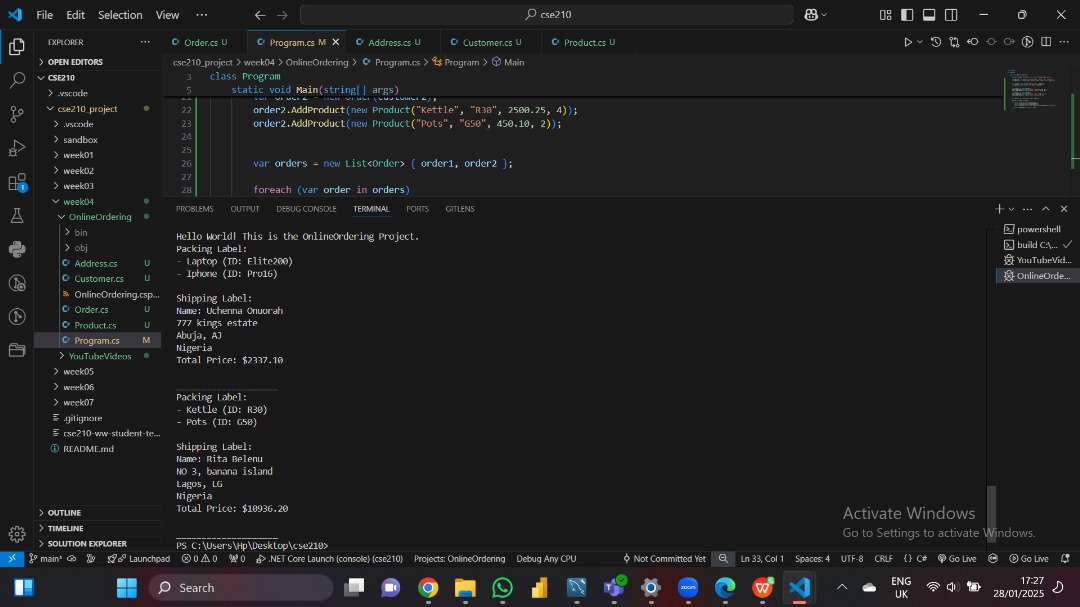 File Edit Selection View ··· cse210
EXPLORER ···
OPEN EDITORS
CSE210
.vscode
cse210_project
.vscode
sandbox
week01
week02
week03
week04
OnlineOrdering
bin
obj
Address.cs U
Customer.cs U
OnlineOrdering.csp...
Order.cs U
Product.cs U
Program.cs M
YouTubeVideos
week05
week06
week07
.gitignore
cse210-ww-student-te...
README.md
OUTLINE
TIMELINE
SOLUTION EXPLORER
1
Order.cs U Program.cs M Address.cs U Customer.cs U Product.cs U
cse210_project > week04 > OnlineOrdering > Program.cs > Program > Main
3 class Program
5 static void Main(string[] args)
21 var order2 = new Order(customer2);
22 order2.AddProduct(new Product("Kettle", "R30", 2500.25, 4));
23 order2.AddProduct(new Product("Pots", "G50", 450.10, 2));
24
25
26 var orders = new List<Order> { order1, order2 };
27
28 foreach (var order in orders)
PROBLEMS OUTPUT DEBUG CONSOLE TERMINAL PORTS GITLENS
Hello World! This is the OnlineOrdering Project.
Packing Label:
- Laptop (ID: Elite200)
- Iphone (ID: Pro16)
Shipping Label:
Name: Uchenna Onuorah
777 kings estate
Abuja, AJ
Nigeria
Total Price: $2337.10
____________________
Packing Label:
- Kettle (ID: R30)
- Pots (ID: G50)
Shipping Label:
Name: Rita Belenu
NO 3, banana island
Lagos, LG
Nigeria
Total Price: $10936.20
____________________
PS C:\Users\Hp\Desktop\cse210>
powershell
build C:\...
YouTubeVid...
OnlineOrde...
Activate Windows
Go to Settings to activate Windows.
main* Launchpad 0 0 0 .NET Core Launch (console) (cse210) Projects: OnlineOrdering Debug Any CPU Not Committed Yet Ln 33, Col 1 Spaces: 4 UTF-8 CRLF {} C# Go Live Go Live
Search ENG UK 17:27 28/01/2025